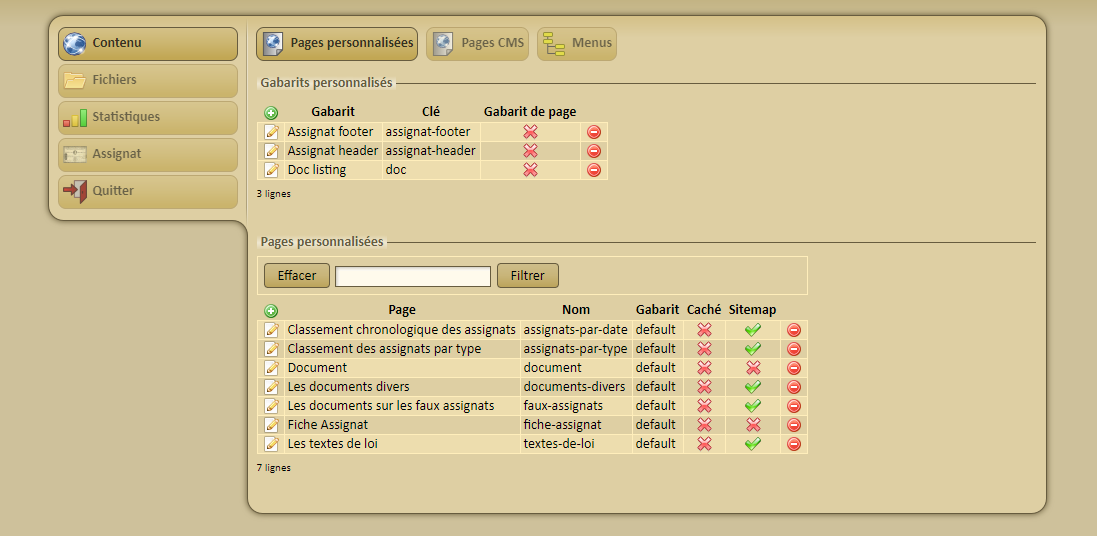 Contenu
Fichiers
Statistiques
Assignat
Quitter
Pages personnalisées Pages CMS Menus
Gabarits personnalisés
Gabarit Clé Gabarit de page
Assignat footer assignat-footer
Assignat header assignat-header
Doc listing doc
3 lignes
Pages personnalisées
Effacer Filtrer
Page Nom Gabarit Caché Sitemap
Classement chronologique des assignats assignats-par-date default
Classement des assignats par type assignats-par-type default
Document document default
Les documents divers documents-divers default
Les documents sur les faux assignats faux-assignats default
Fiche Assignat fiche-assignat default
Les textes de loi textes-de-loi default
7 lignes